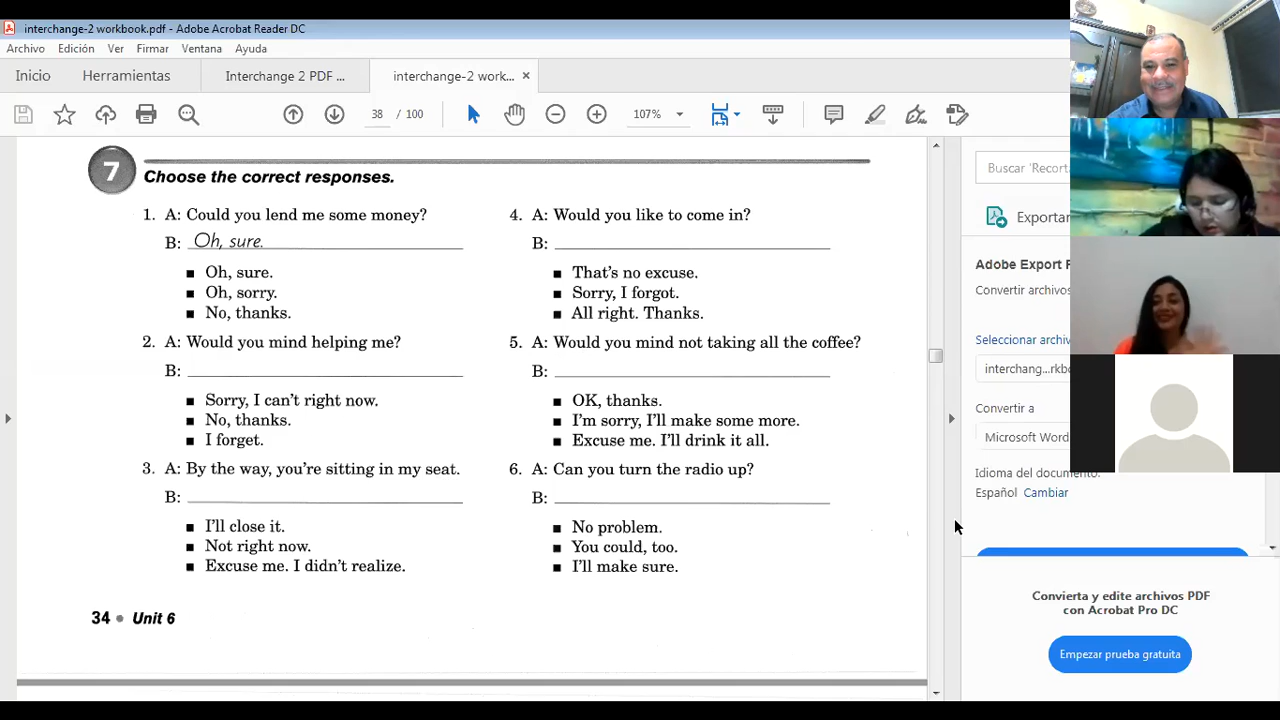 interchange-2 workbook.pdf - Adobe Acrobat Reader DC
Archivo Edición Ver Firmar Ventana Ayuda
Inicio Herramientas Interchange 2 PDF ... interchange-2 work... ×
38 / 100 107%
7
Choose the correct responses.
1. A: Could you lend me some money?
B: Oh, sure.
■ Oh, sure.
■ Oh, sorry.
■ No, thanks.
2. A: Would you mind helping me?
B:
■ Sorry, I can't right now.
■ No, thanks.
■ I forget.
3. A: By the way, you're sitting in my seat.
B:
■ I'll close it.
■ Not right now.
■ Excuse me. I didn't realize.
4. A: Would you like to come in?
B:
■ That's no excuse.
■ Sorry, I forgot.
■ All right. Thanks.
5. A: Would you mind not taking all the coffee?
B:
■ OK, thanks.
■ I'm sorry, I'll make some more.
■ Excuse me. I'll drink it all.
6. A: Can you turn the radio up?
B:
■ No problem.
■ You could, too.
■ I'll make sure.
34 • Unit 6
Buscar 'Recort
Exportar
Adobe Export
Convertir archivos
Seleccionar archiv
interchang...rkb
Convertir a
Microsoft Word
Idioma del documento:
Español Cambiar
Convierta y edite archivos PDF
con Acrobat Pro DC
Empezar prueba gratuita